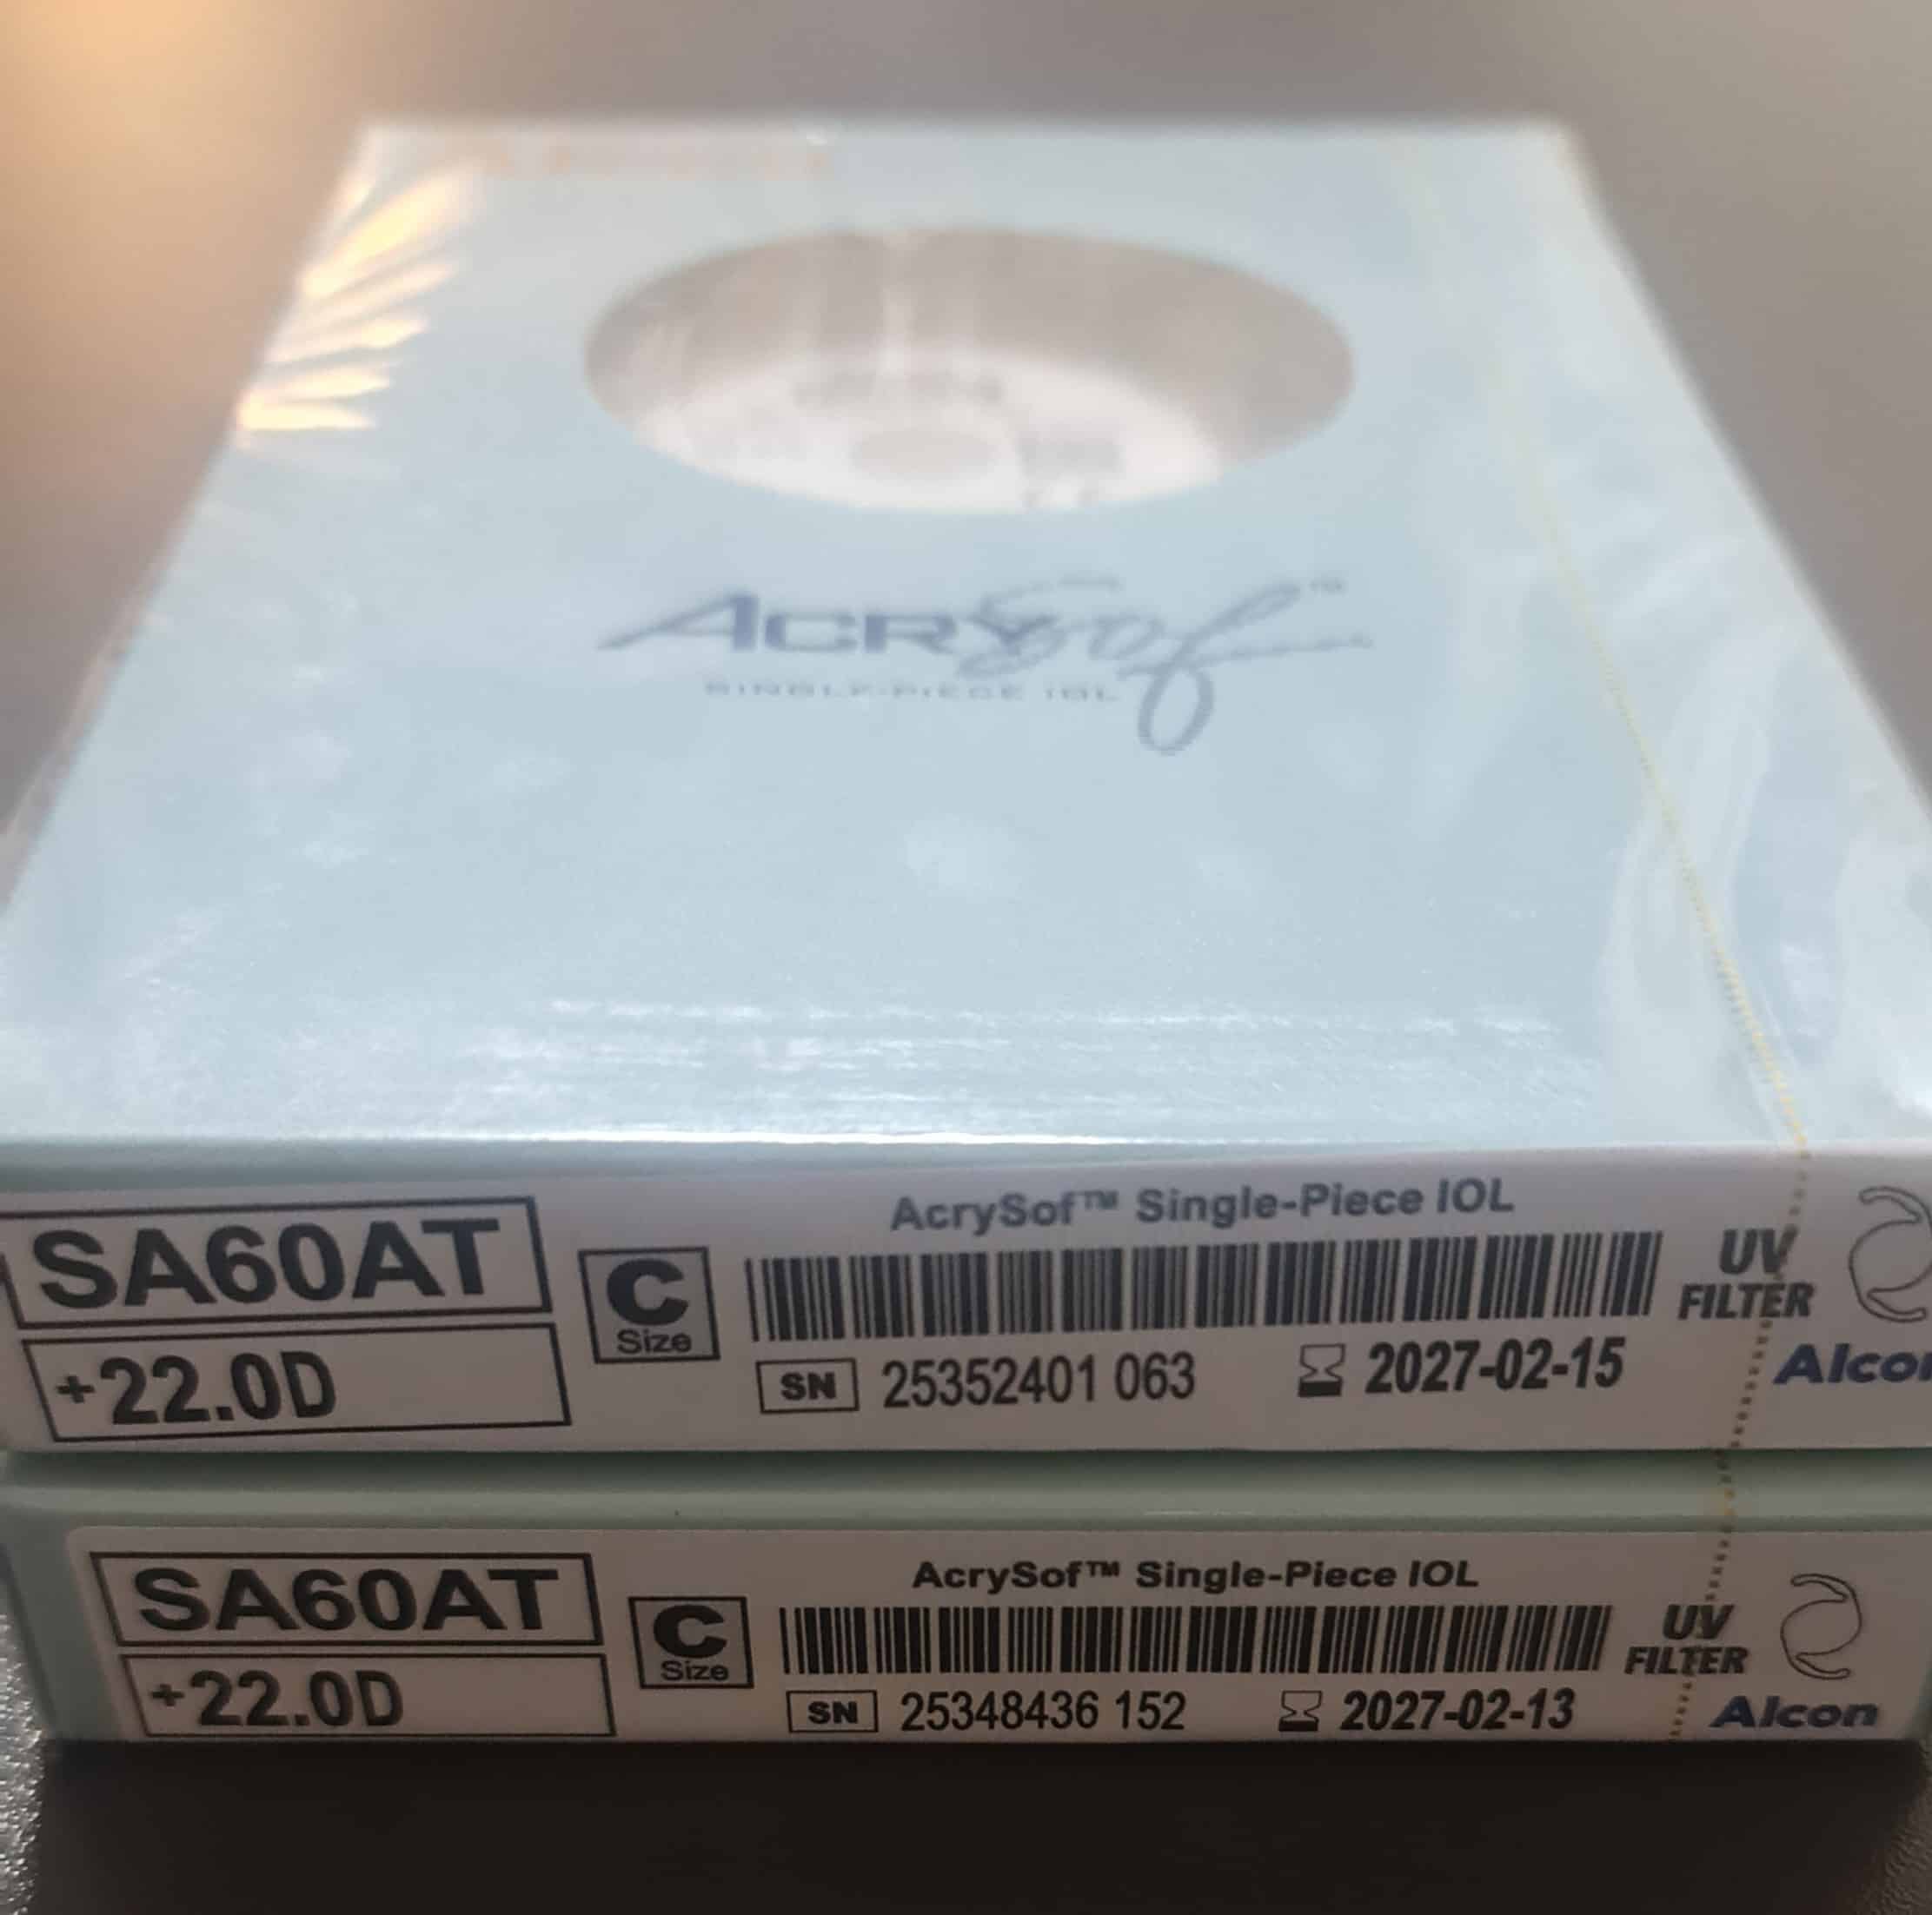 AcrySof™
SINGLE-PIECE IOL
SA60AT
+22.0D
C
Size
AcrySof™ Single-Piece IOL
SN 25352401 063
2027-02-15
UV
FILTER
Alcon
SA60AT
+22.0D
C
Size
AcrySof™ Single-Piece IOL
SN 25348436 152
2027-02-13
UV
FILTER
Alcon